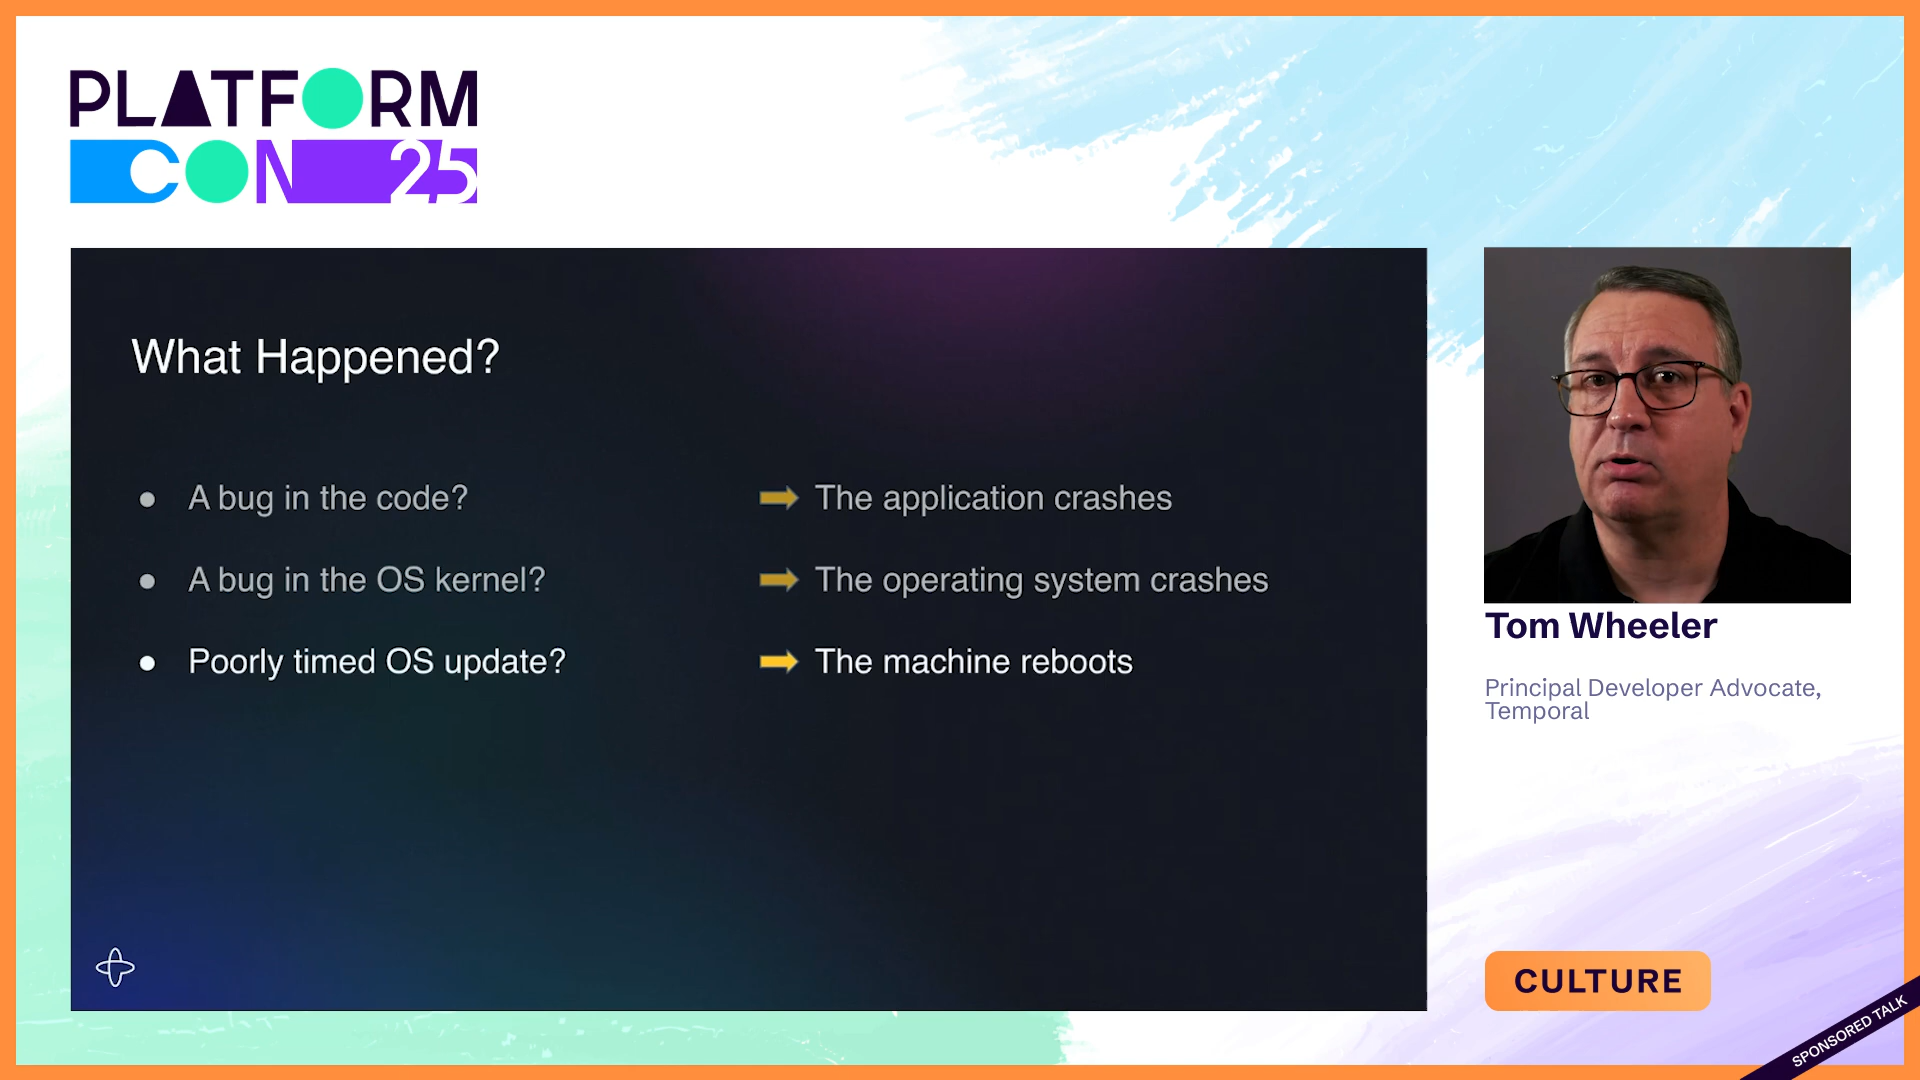 PLATFORM
CON 25
What Happened?
• A bug in the code? ➡ The application crashes
• A bug in the OS kernel? ➡ The operating system crashes
• Poorly timed OS update? ➡ The machine reboots
Tom Wheeler
Principal Developer Advocate,
Temporal
CULTURE
SPONSORED TALK